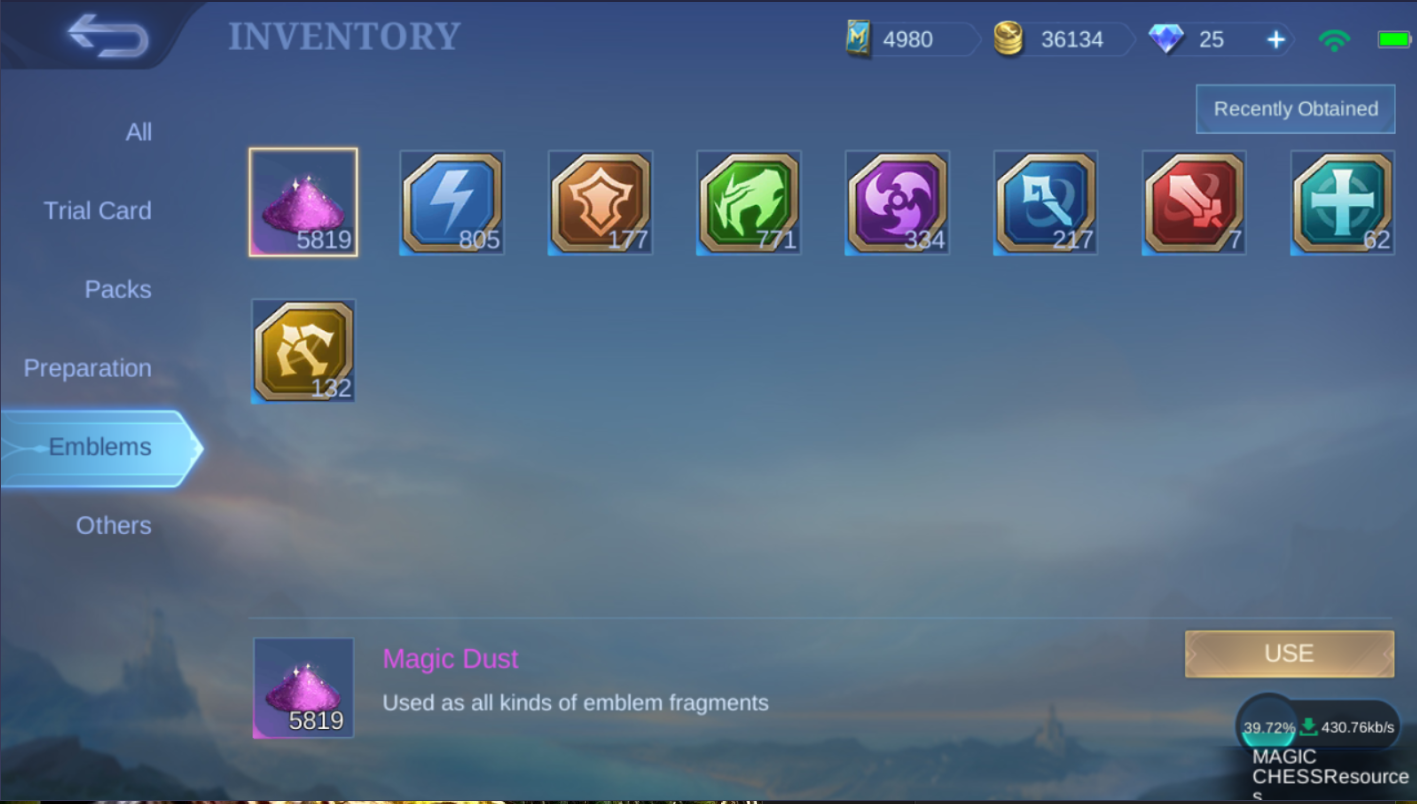 INVENTORY
4980
36134
25
+
Recently Obtained
All
Trial Card
Packs
Preparation
Emblems
Others
5819
805
177
771
334
217
7
62
132
Magic Dust
Used as all kinds of emblem fragments
5819
USE
39.72%
430.76kb/s
MAGIC
CHESSResource
s